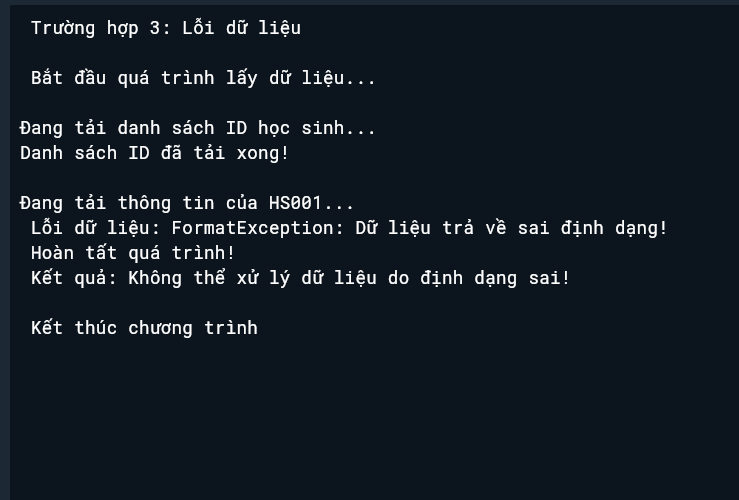 Trường hợp 3: Lỗi dữ liệu
Bắt đầu quá trình lấy dữ liệu...
Đang tải danh sách ID học sinh...
Danh sách ID đã tải xong!
Đang tải thông tin của HS001...
Lỗi dữ liệu: FormatException: Dữ liệu trả về sai định dạng!
Hoàn tất quá trình!
Kết quả: Không thể xử lý dữ liệu do định dạng sai!
Kết thúc chương trình